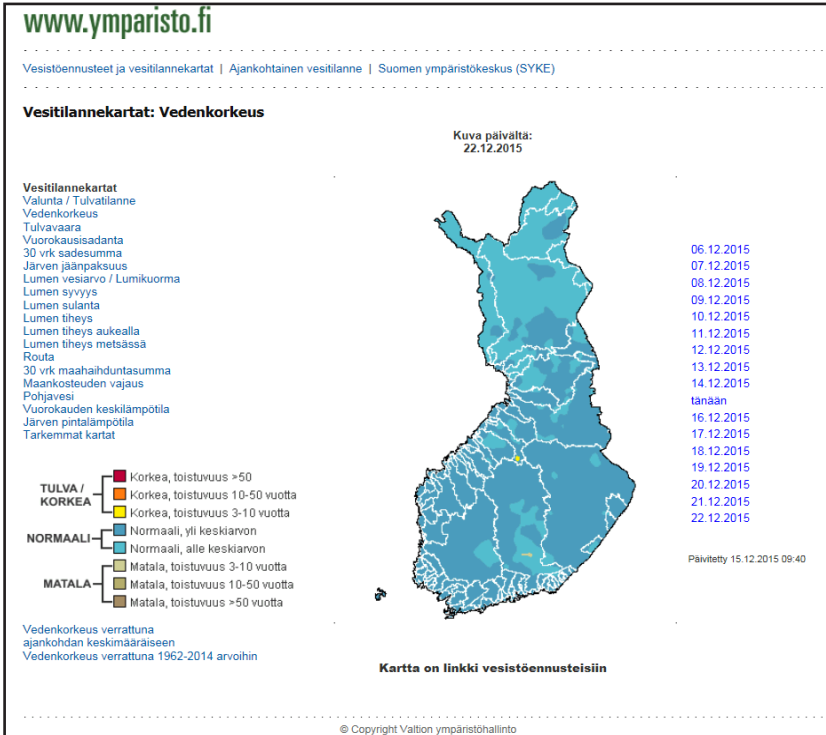 www.ymparisto.fi
Vesistöennusteet ja vesitilannekartat | Ajankohtainen vesitilanne | Suomen ympäristökeskus (SYKE)
Vesitilannekartat: Vedenkorkeus
Kuva päivältä:
22.12.2015
Vesitilannekartat
Valunta / Tulvatilanne
Vedenkorkeus
Tulvavaara
Vuorokausisadanta
30 vrk sadesumma
Järven jäänpaksuus
Lumen vesiarvo / Lumikuorma
Lumen syvyys
Lumen sulanta
Lumen tiheys
Lumen tiheys aukealla
Lumen tiheys metsässä
Routa
30 vrk maahaihduntasumma
Maankosteuden vajaus
Pohjavesi
Vuorokauden keskilämpötila
Järven pintalämpötila
Tarkemmat kartat
TULVA /
KORKEA
Korkea, toistuvuus >50
Korkea, toistuvuus 10-50 vuotta
Korkea, toistuvuus 3-10 vuotta
NORMAALI
Normaali, yli keskiarvon
Normaali, alle keskiarvon
MATALA
Matala, toistuvuus 3-10 vuotta
Matala, toistuvuus 10-50 vuotta
Matala, toistuvuus >50 vuotta
Vedenkorkeus verrattuna
ajankohdan keskimääräiseen
Vedenkorkeus verrattuna 1962-2014 arvoihin
06.12.2015
07.12.2015
08.12.2015
09.12.2015
10.12.2015
11.12.2015
12.12.2015
13.12.2015
14.12.2015
tänään
16.12.2015
17.12.2015
18.12.2015
19.12.2015
20.12.2015
21.12.2015
22.12.2015
Päivitetty 15.12.2015 09:40
Kartta on linkki vesistöennusteisiin
© Copyright Valtion ympäristöhallinto